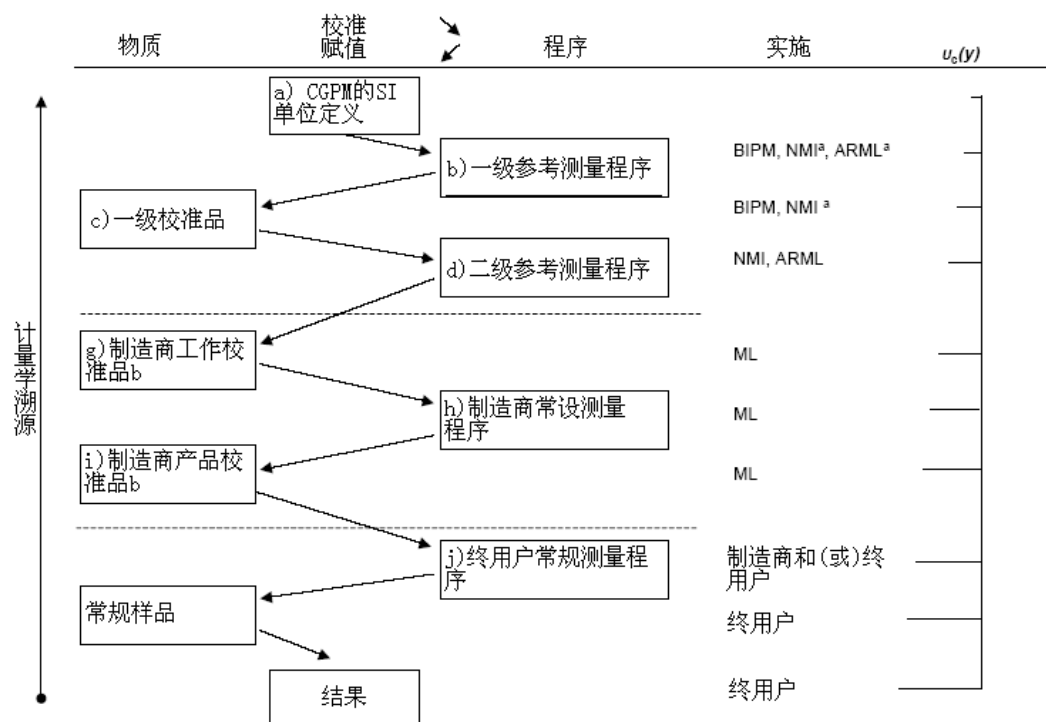 物质
校准
赋值
程序
实施
uc(y)
a) CGPM的SI
单位定义
b)一级参考测量程序
BIPM, NMIᵃ, ARMLᵃ
c)一级校准品
BIPM, NMI ᵃ
d)二级参考测量程序
NMI, ARML
计量学溯源
g)制造商工作校
准品b
ML
h)制造商常设测量
程序
ML
i)制造商产品校
准品b
ML
j)终用户常规测量程
序
制造商和(或)终
用户
常规样品
终用户
结果
终用户